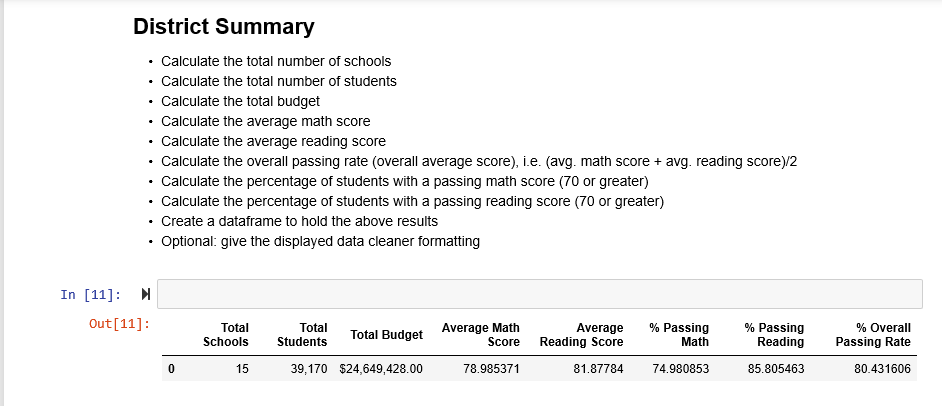 District Summary
• Calculate the total number of schools
• Calculate the total number of students
• Calculate the total budget
• Calculate the average math score
• Calculate the average reading score
• Calculate the overall passing rate (overall average score), i.e. (avg. math score + avg. reading score)/2
• Calculate the percentage of students with a passing math score (70 or greater)
• Calculate the percentage of students with a passing reading score (70 or greater)
• Create a dataframe to hold the above results
• Optional: give the displayed data cleaner formatting
In [11]:
Out[11]:
Total Total Total Budget Average Math Average % Passing % Passing % Overall
Schools Students Score Reading Score Math Reading Passing Rate
0 15 39,170 $24,649,428.00 78.985371 81.87784 74.980853 85.805463 80.431606